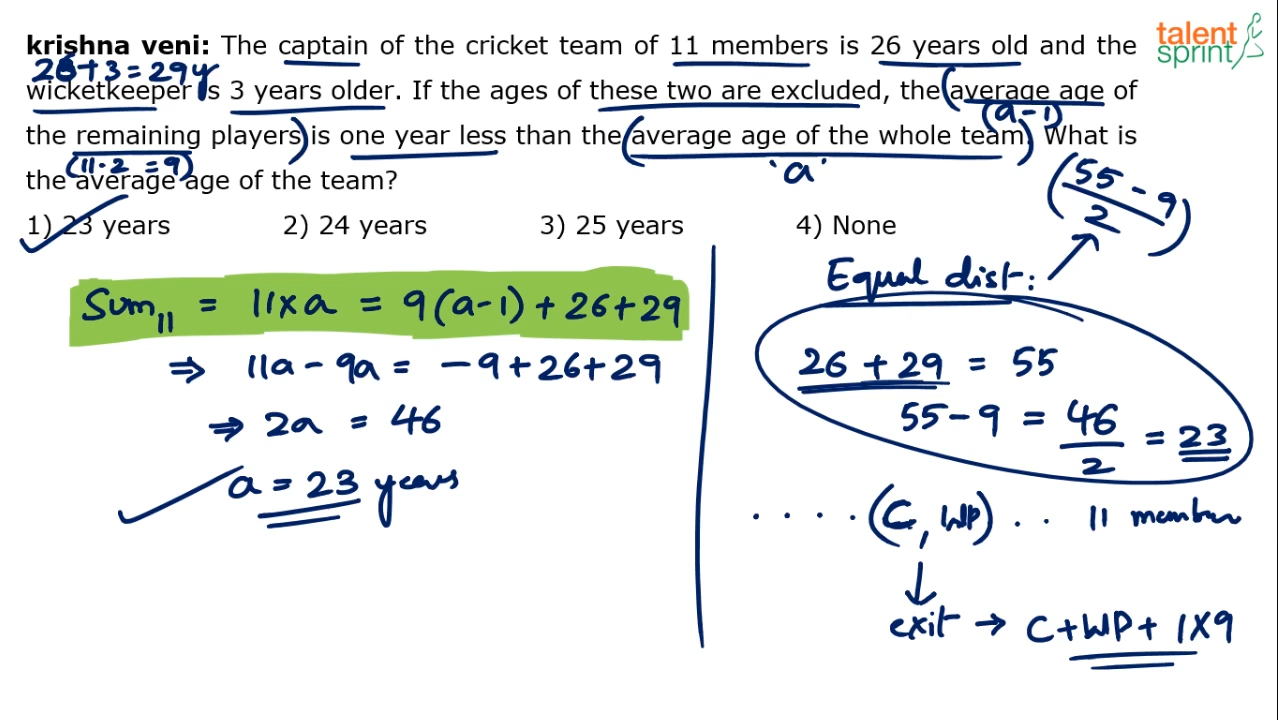 talent
sprint
krishna veni: The captain of the cricket team of 11 members is 26 years old and the
26+3=29y
wicketkeeper is 3 years older. If the ages of these two are excluded, the average age of
(a-1)
the remaining players is one year less than the average age of the whole team. What is
(11-2 = 9)
'a'
the average age of the team?
(55-9/2)
1) 23 years 2) 24 years 3) 25 years 4) None
Equal dist:
Sum11 = 11×a = 9(a-1) + 26+29
⇒ 11a - 9a = -9+26+29
⇒ 2a = 46
a = 23 years
26 + 29 = 55
55-9 = 46/2 = 23
.... (C, WP) .. 11 members
↓
exit → C+WP+ 1×9